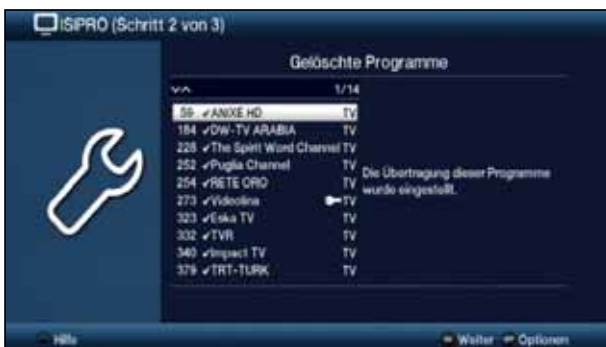 ISIPRO (Schritt 2 von 3)
Gelöschte Programme
1/14
59 ✓ANIXE HD TV
184 ✓DW-TV ARABIA TV
228 ✓The Spirit Word Channel TV
252 ✓Puglia Channel TV
254 ✓RETE ORO TV
273 ✓Videolina TV
323 ✓Eska TV TV
332 ✓TVR TV
340 ✓Impact TV TV
379 ✓TRT-TURK TV
Die Übertragung dieser Programme
wurde eingestellt.
Hilfe
Weiter
Optionen